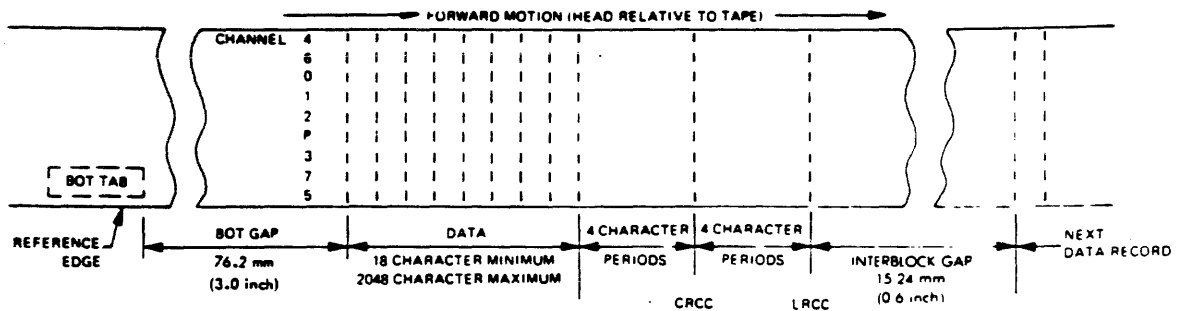 FORWARD MOTION (HEAD RELATIVE TO TAPE)
CHANNEL 4
6
0
1
2
P
3
7
5
BOT TAB
REFERENCE
EDGE
BOT GAP
76.2 mm
(3.0 inch)
DATA
18 CHARACTER MINIMUM
2048 CHARACTER MAXIMUM
4 CHARACTER
PERIODS
4 CHARACTER
PERIODS
CRCC
LRCC
INTERBLOCK GAP
15.24 mm
(0.6 inch)
NEXT
DATA RECORD